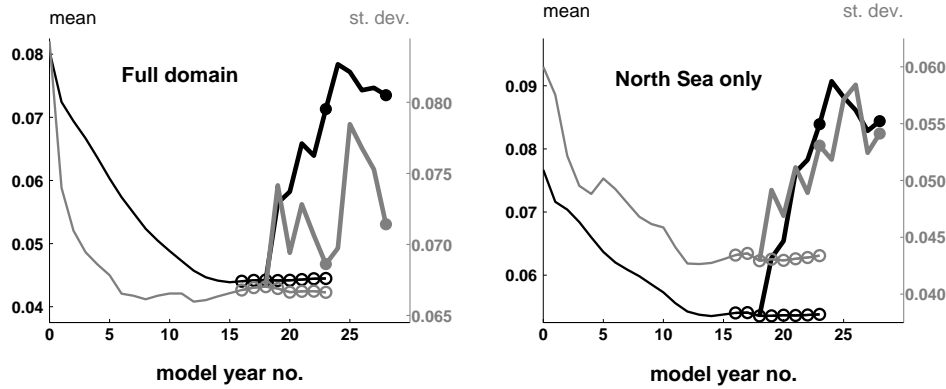 mean st. dev.
Full domain
0.08
0.07
0.06
0.05
0.04
0.080
0.075
0.070
0.065
0 5 10 15 20 25
model year no.
mean st. dev.
North Sea only
0.09
0.08
0.07
0.06
0.060
0.055
0.050
0.045
0.040
0 5 10 15 20 25
model year no.